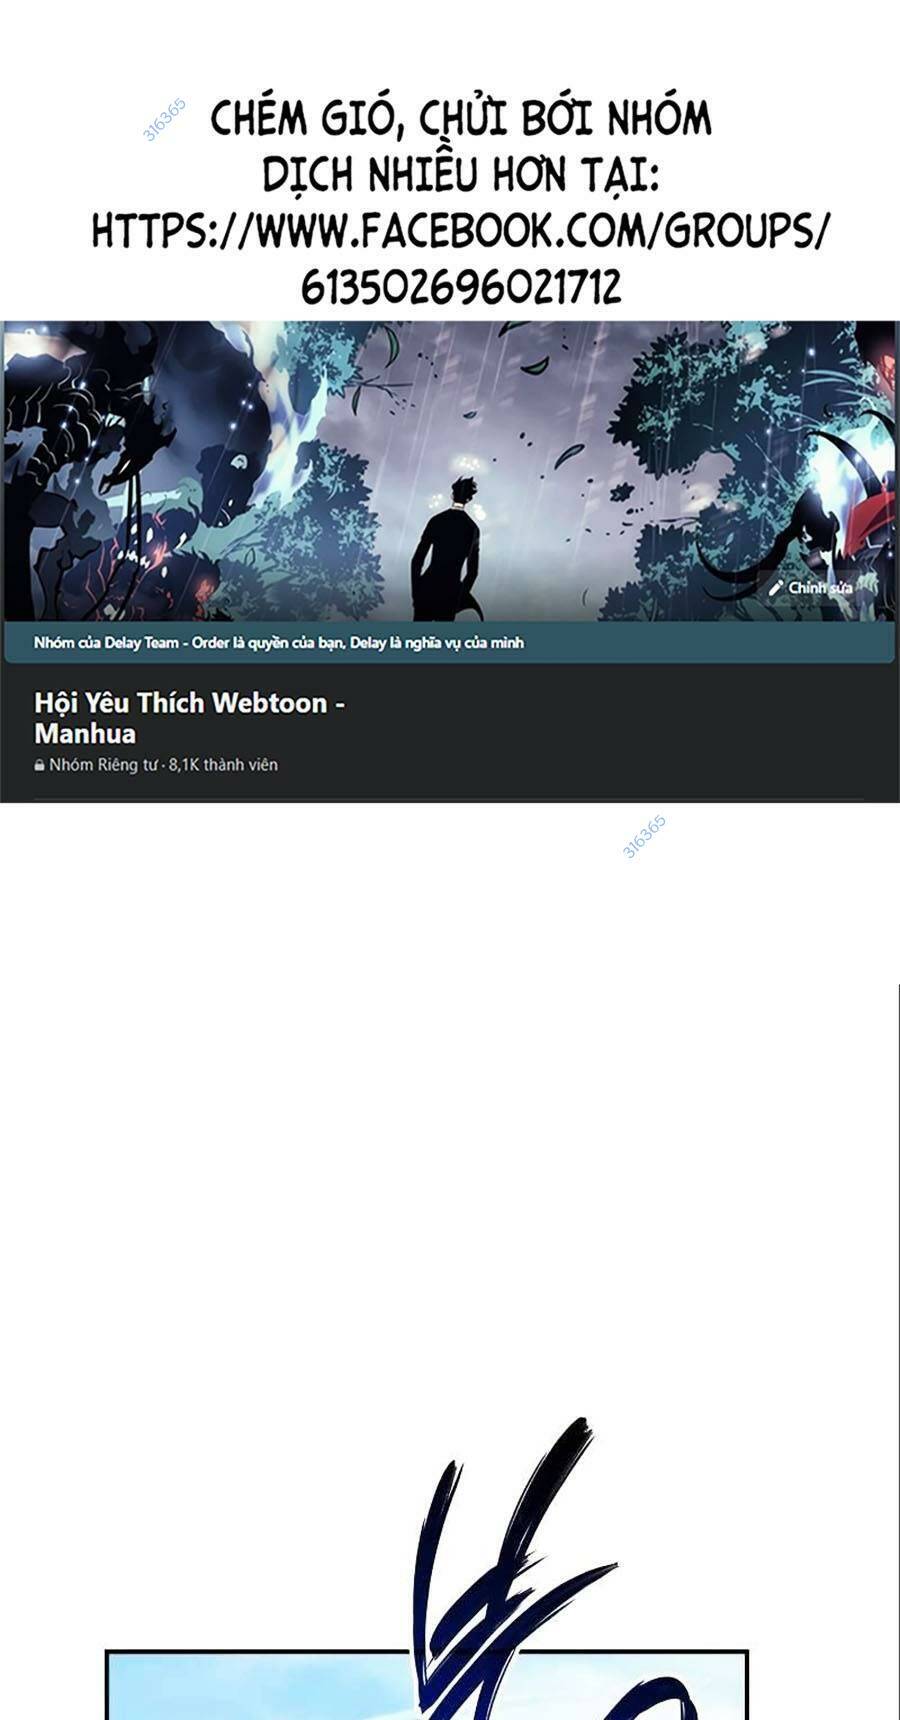 316365
CHÉM GIÓ, CHỬI BỚI NHÓM
DỊCH NHIỀU HƠN TẠI:
HTTPS://WWW.FACEBOOK.COM/GROUPS/
613502696021712
Chỉnh sửa
Nhóm của Delay Team - Order là quyền của bạn, Delay là nghĩa vụ của mình
Hội Yêu Thích Webtoon -
Manhua
Nhóm Riêng tư · 8,1K thành viên
316365